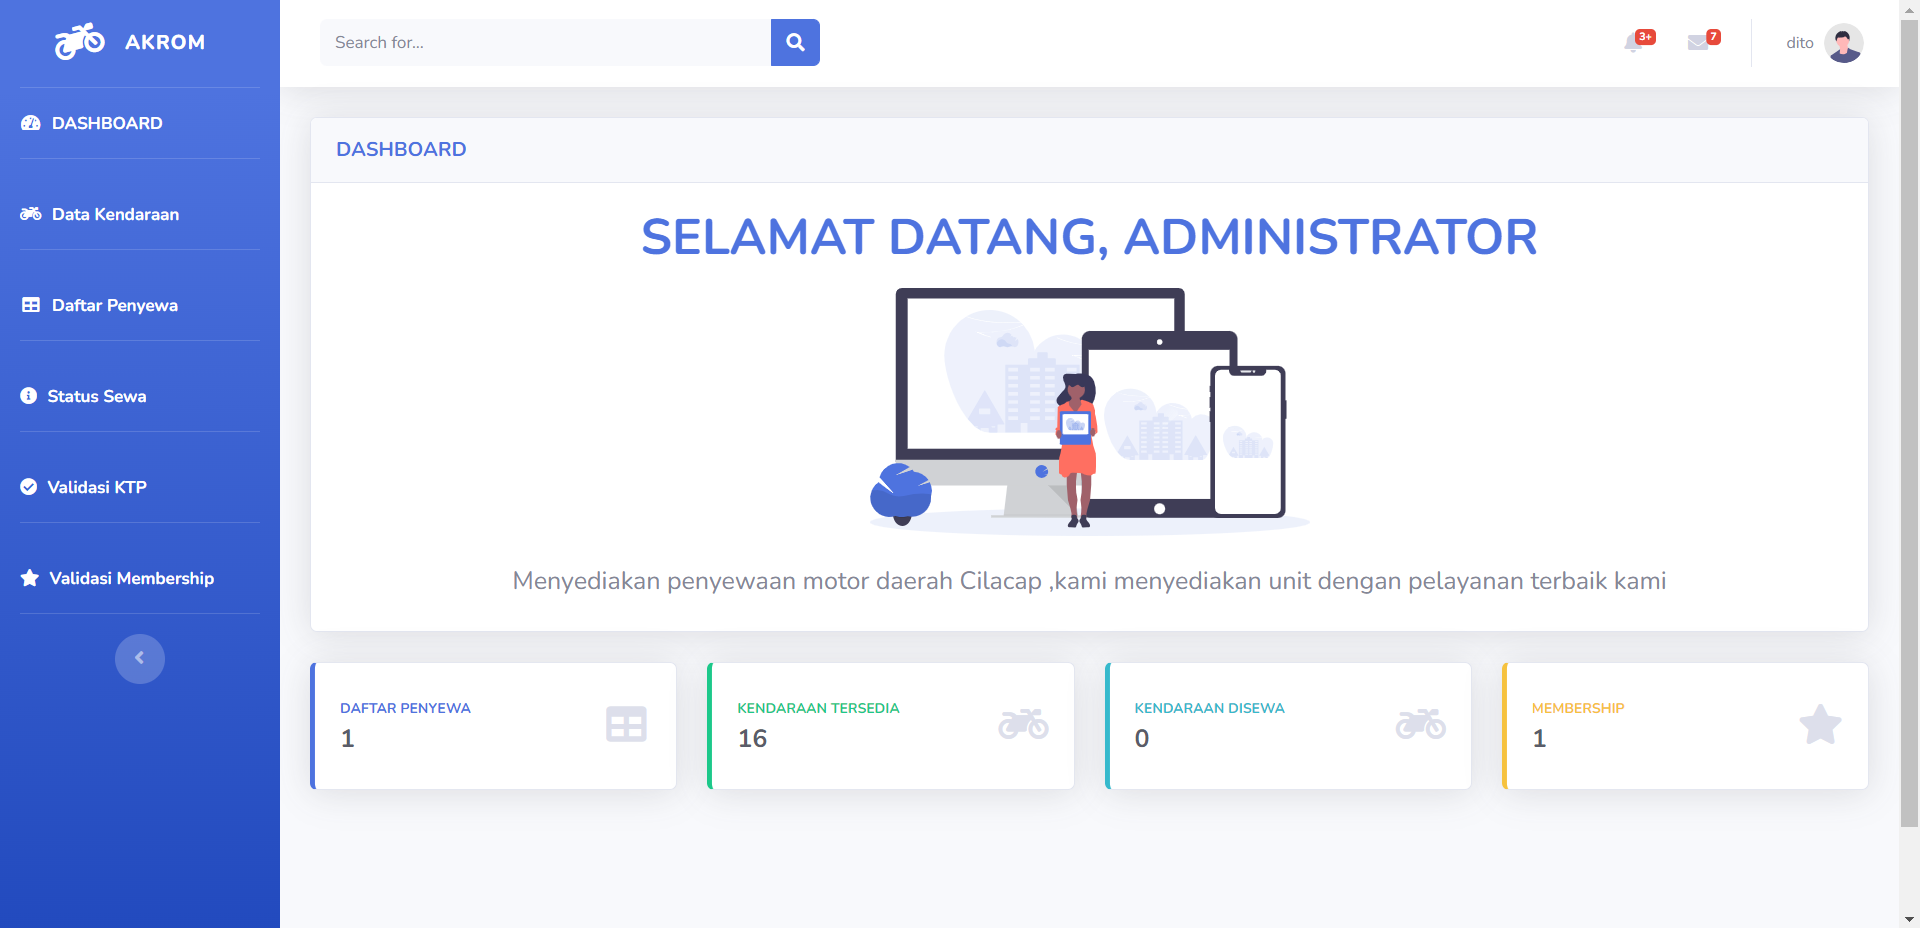 AKROM
DASHBOARD
Data Kendaraan
Daftar Penyewa
Status Sewa
Validasi KTP
Validasi Membership
Search for...
3+
7
dito
DASHBOARD
SELAMAT DATANG, ADMINISTRATOR
Menyediakan penyewaan motor daerah Cilacap ,kami menyediakan unit dengan pelayanan terbaik kami
DAFTAR PENYEWA
1
KENDARAAN TERSEDIA
16
KENDARAAN DISEWA
0
MEMBERSHIP
1